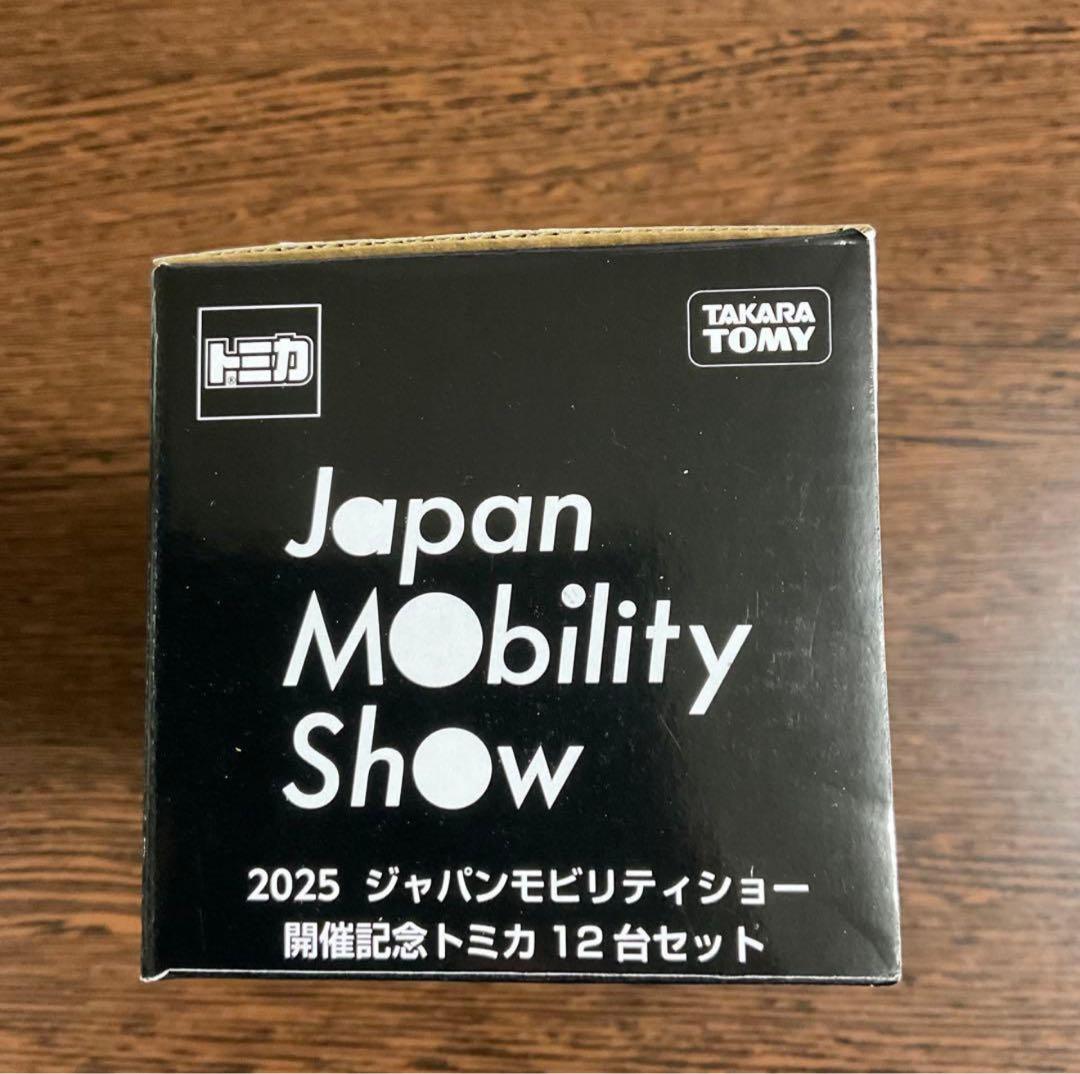 トミカ®
TAKARA
TOMY
Japan
Mobility
Show
2025 ジャパンモビリティショー
開催記念トミカ 12台セット